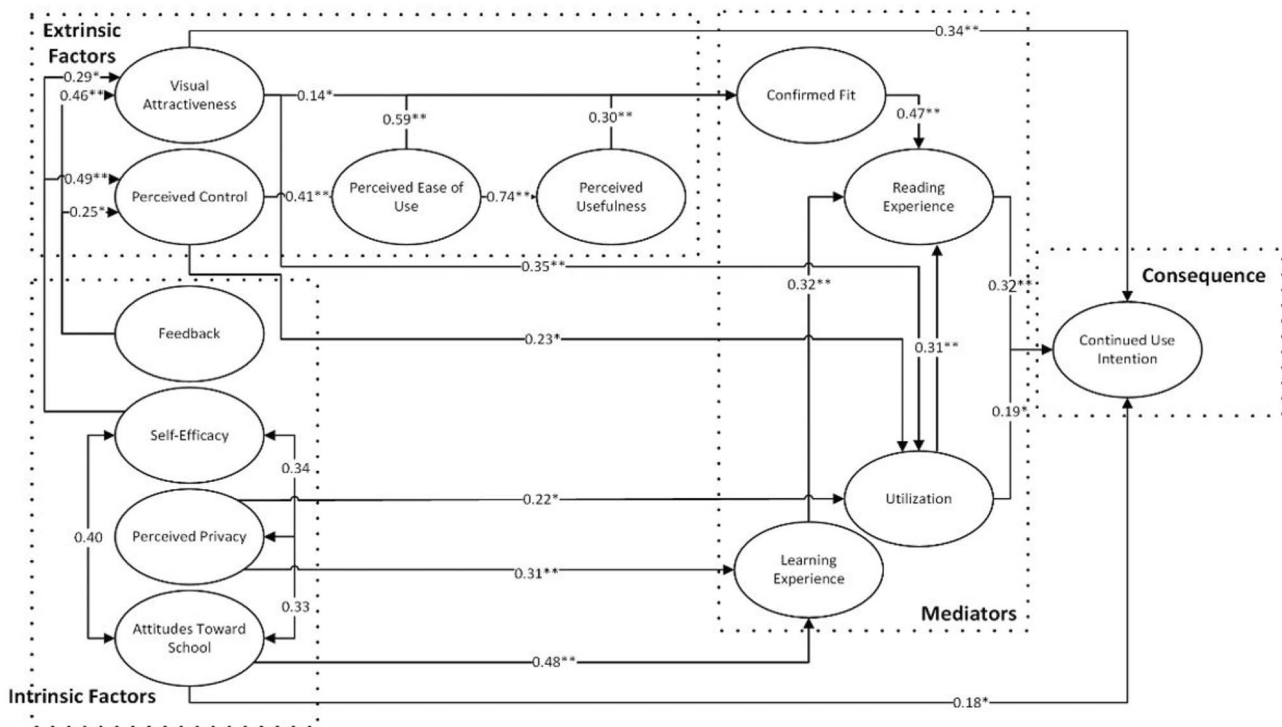 Extrinsic
Factors
0.34**
0.29*
Visual
Attractiveness
0.46**
0.14*
Confirmed Fit
0.59**
0.30**
0.47**
0.49**
Perceived Control
0.41**
Perceived Ease of
Use
0.74**
Perceived
Usefulness
Reading
Experience
0.25*
0.35**
0.32**
0.32**
Consequence
Feedback
0.23*
0.31**
Continued Use
Intention
0.19*
Self-Efficacy
0.34
0.22*
Utilization
0.40
Perceived Privacy
0.31**
Learning
Experience
0.33
Mediators
Attitudes Toward
School
0.48**
Intrinsic Factors
0.18*